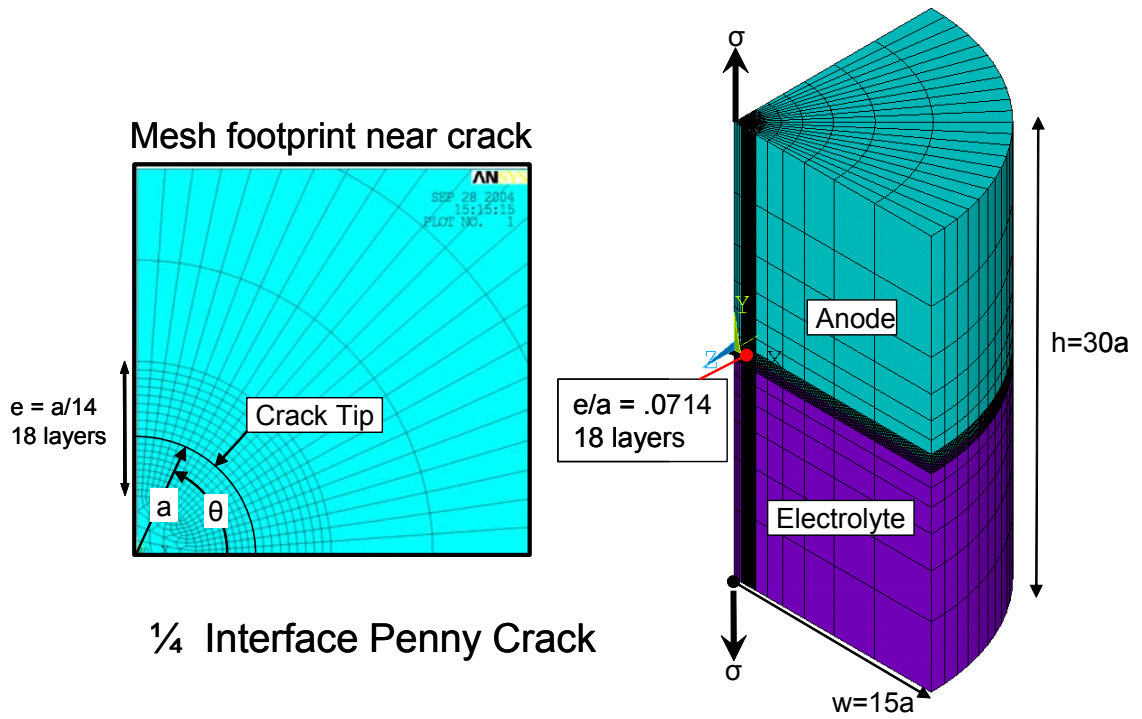 Mesh footprint near crack
ANSYS
SEP 28 2004
15:15:15
PLOT NO. 1
e = a/14
18 layers
Crack Tip
a
θ
¼ Interface Penny Crack
σ
Anode
Y
Z
X
e/a = .0714
18 layers
h=30a
Electrolyte
σ
w=15a